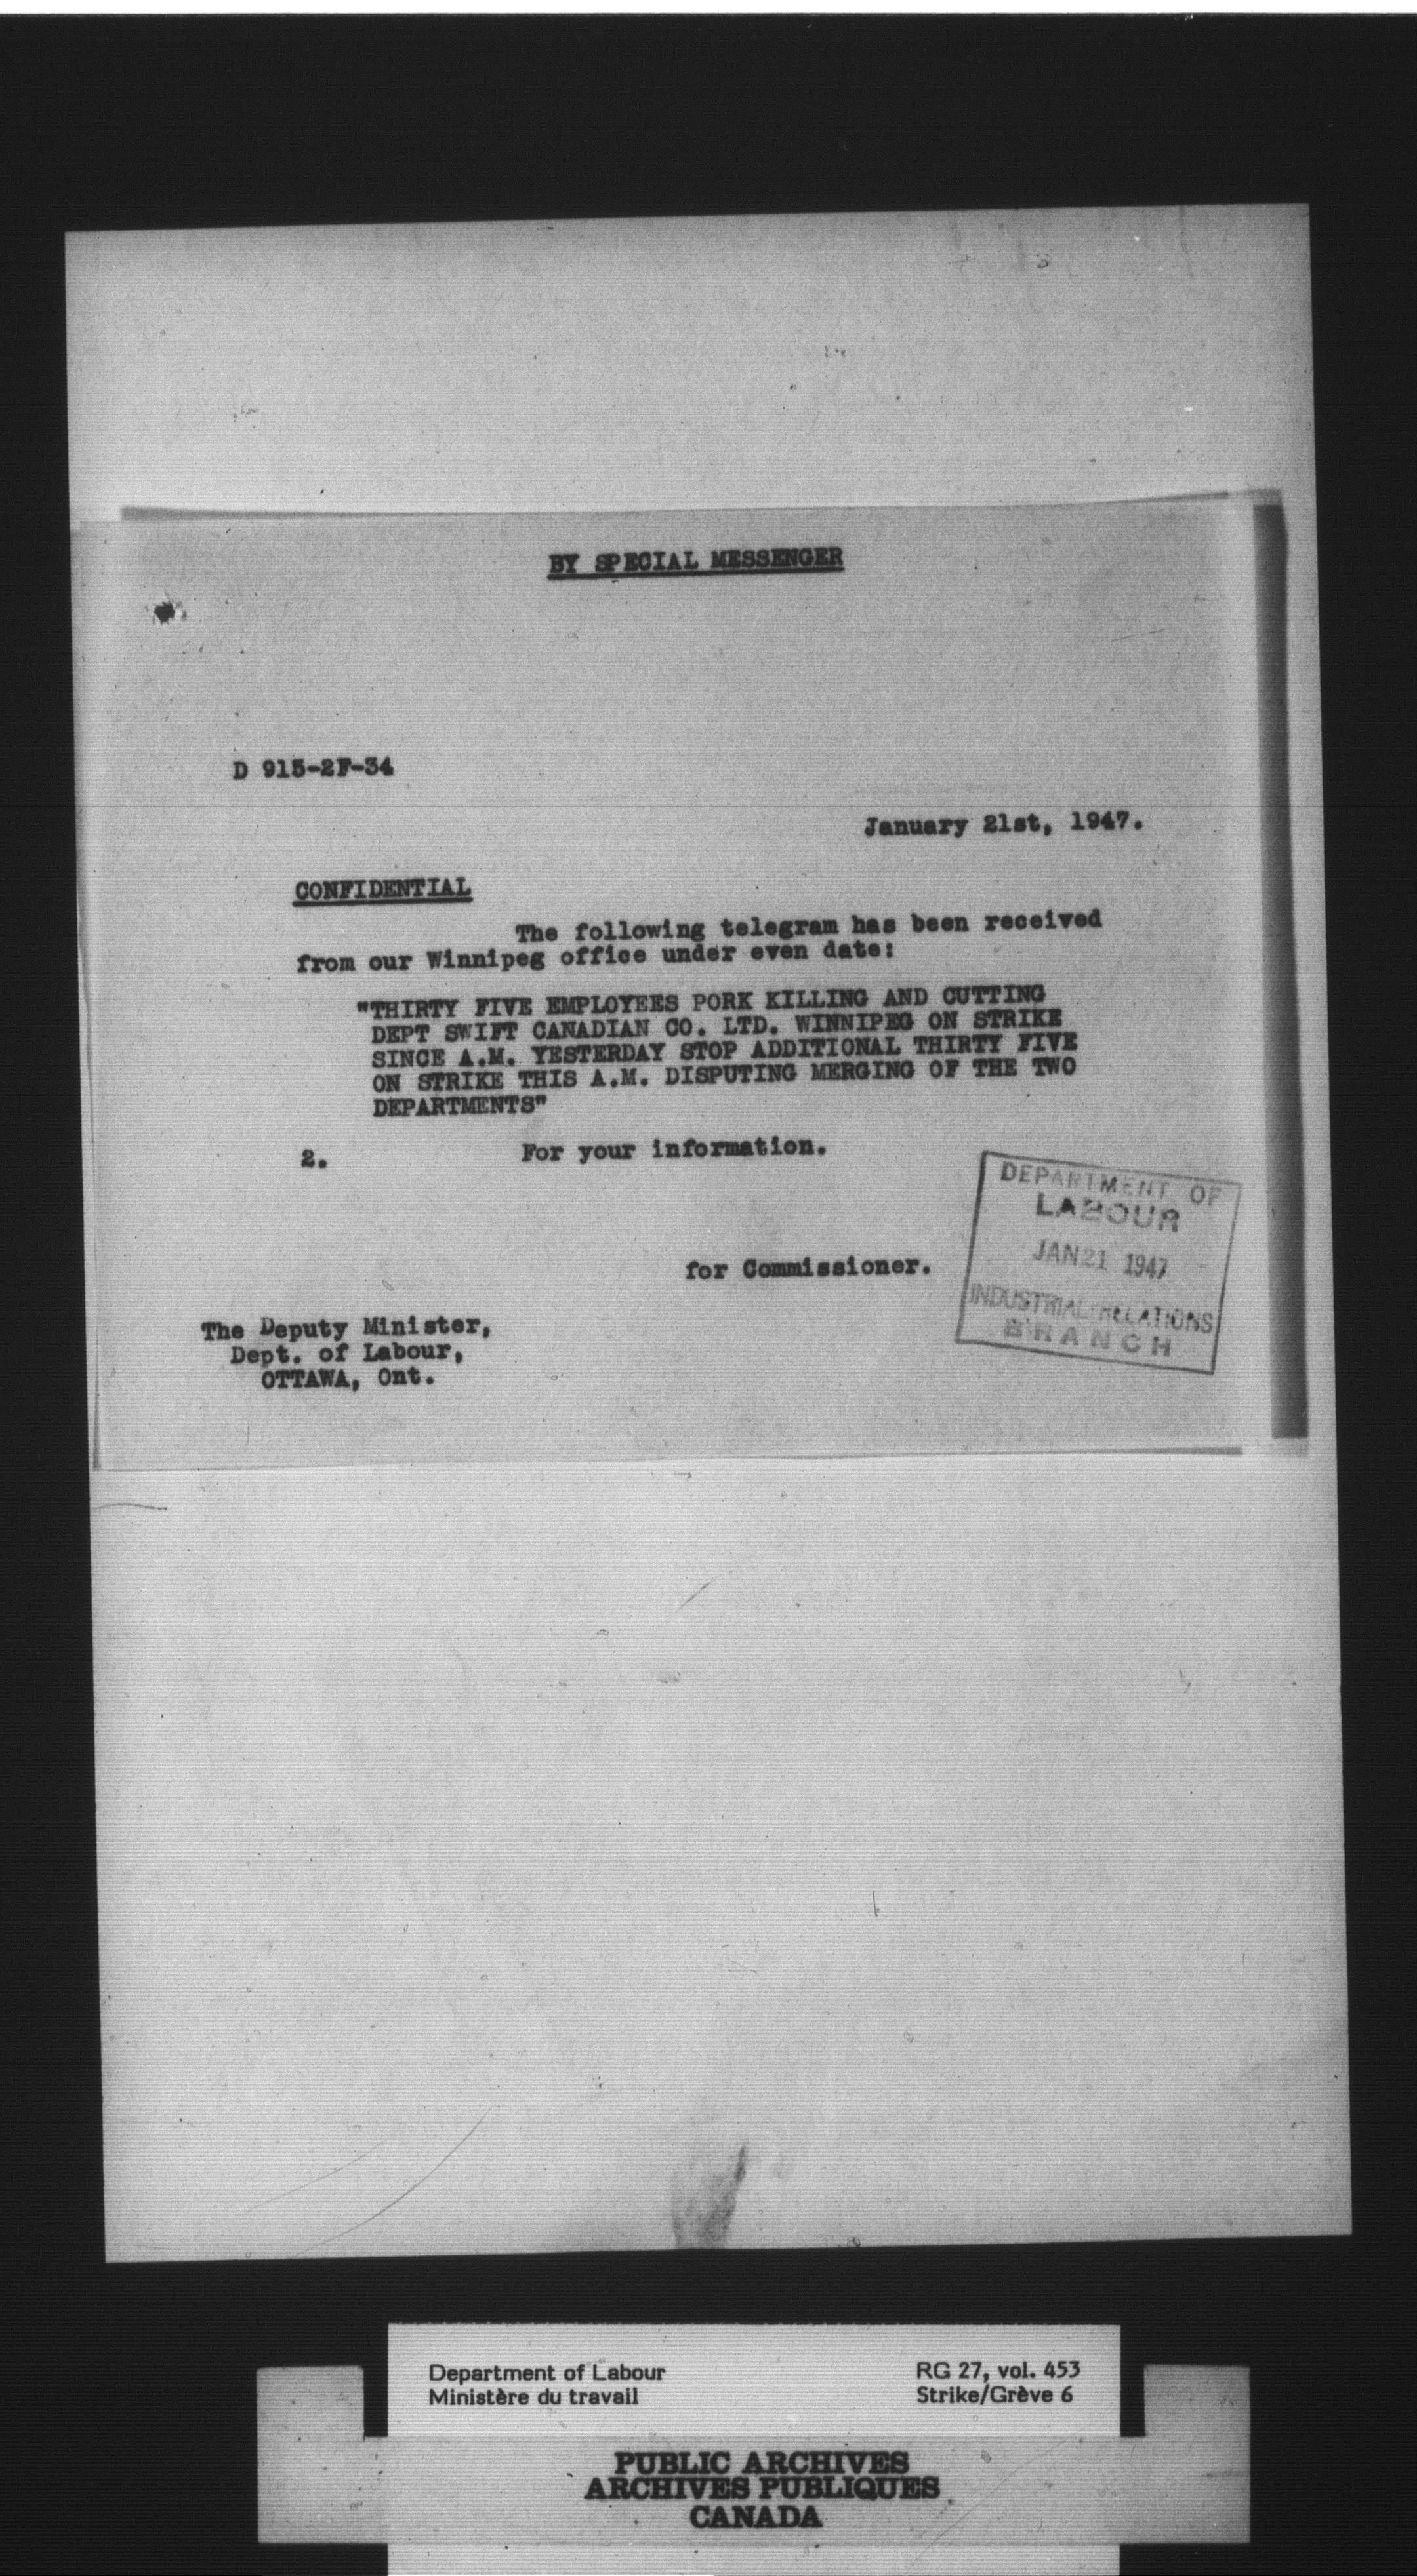 BY SPECIAL MESSENGER
D 915-2F-34
January 21st, 1947.
CONFIDENTIAL
The following telegram has been received
from our Winnipeg office under even date:
"THIRTY FIVE EMPLOYEES PORK KILLING AND CUTTING
DEPT SWIFT CANADIAN CO. LTD. WINNIPEG ON STRIKE
SINCE A.M. YESTERDAY STOP ADDITIONAL THIRTY FIVE
ON STRIKE THIS A.M. DISPUTING MERGING OF THE TWO
DEPARTMENTS"
2. For your information.
DEPARTMENT OF
LABOUR
JAN 21 1947
INDUSTRIAL RELATIONS
BRANCH
for Commissioner.
The Deputy Minister,
Dept. of Labour,
OTTAWA, Ont.
Department of Labour
Ministère du travail
RG 27, vol. 453
Strike/Grève 6
PUBLIC ARCHIVES
ARCHIVES PUBLIQUES
CANADA